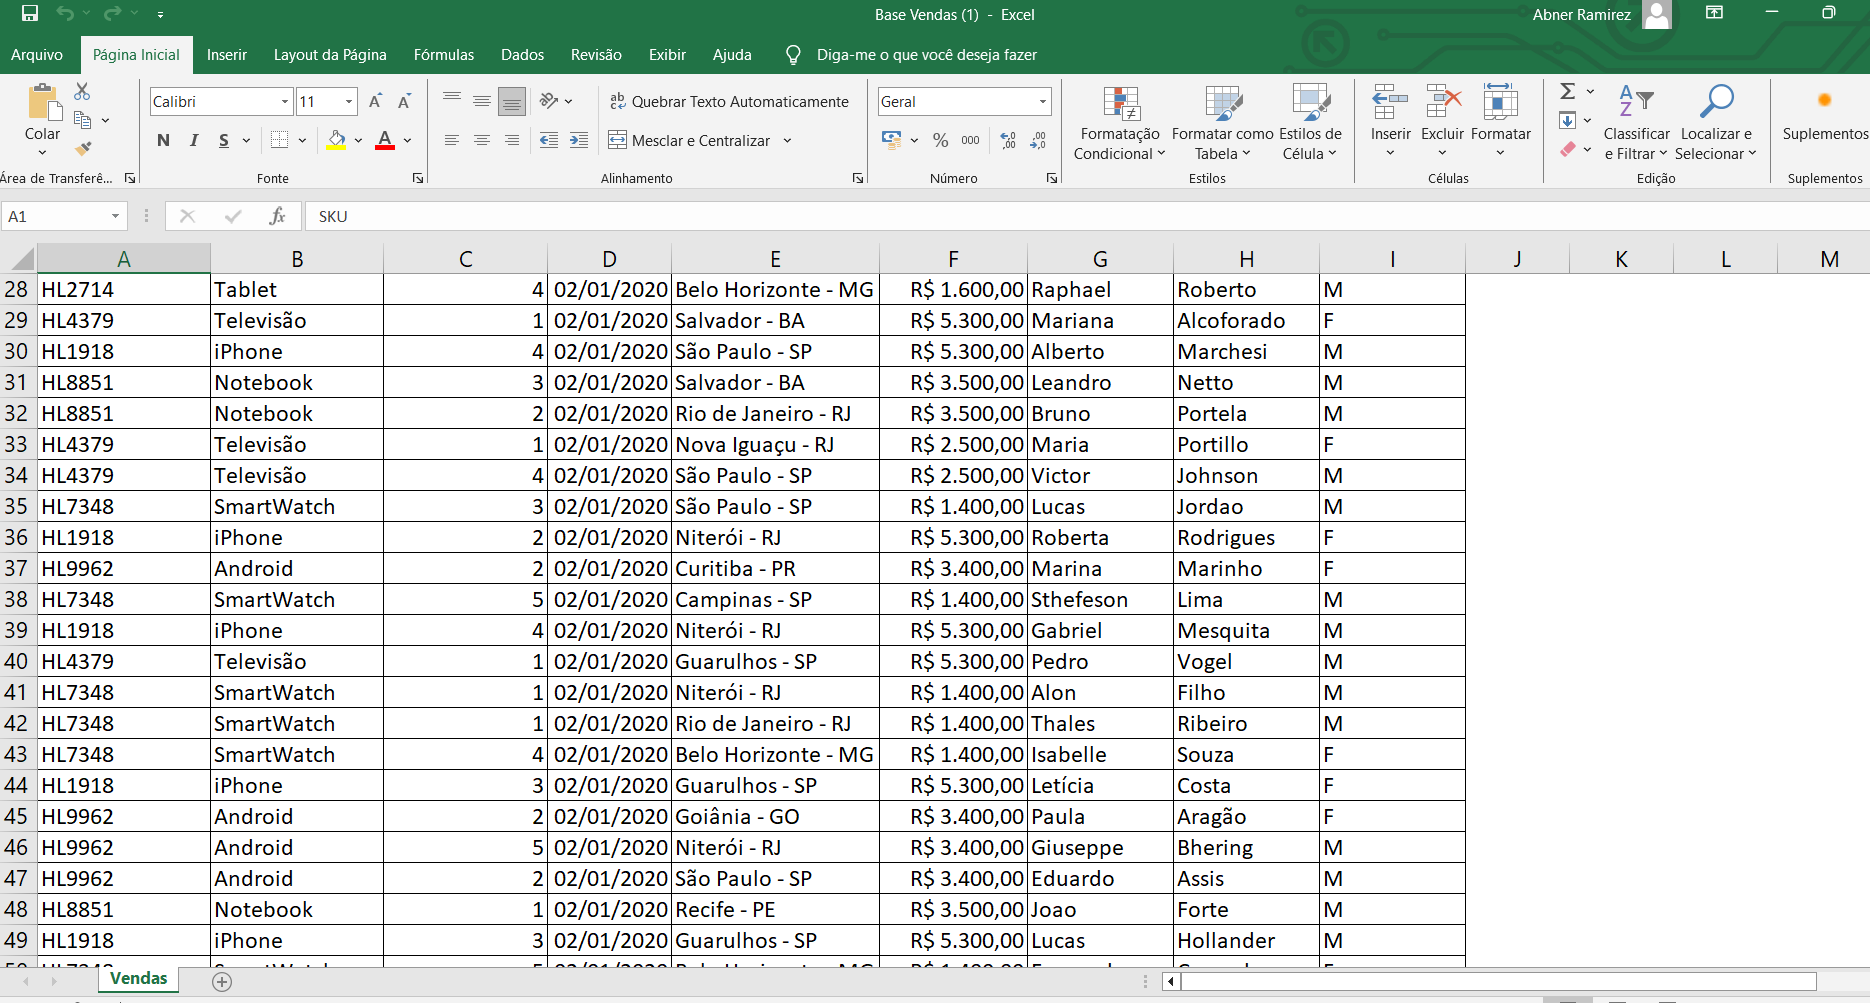 Base Vendas (1) - Excel
Abner Ramirez
Arquivo Página Inicial Inserir Layout da Página Fórmulas Dados Revisão Exibir Ajuda Diga-me o que você deseja fazer
Colar
Área de Transferê...
Calibri 11
N I S A
Fonte
Quebrar Texto Automaticamente
Mesclar e Centralizar
Alinhamento
Geral
% 000
Número
Formatação Condicional
Formatar como Tabela
Estilos de Célula
Estilos
Inserir Excluir Formatar
Células
Classificar e Filtrar
Localizar e Selecionar
Edição
Suplementos
Suplementos
A1 fx SKU
A B C D E F G H I J K L M
28 HL2714 Tablet 4 02/01/2020 Belo Horizonte - MG R$ 1.600,00 Raphael Roberto M
29 HL4379 Televisão 1 02/01/2020 Salvador - BA R$ 5.300,00 Mariana Alcoforado F
30 HL1918 iPhone 4 02/01/2020 São Paulo - SP R$ 5.300,00 Alberto Marchesi M
31 HL8851 Notebook 3 02/01/2020 Salvador - BA R$ 3.500,00 Leandro Netto M
32 HL8851 Notebook 2 02/01/2020 Rio de Janeiro - RJ R$ 3.500,00 Bruno Portela M
33 HL4379 Televisão 1 02/01/2020 Nova Iguaçu - RJ R$ 2.500,00 Maria Portillo F
34 HL4379 Televisão 4 02/01/2020 São Paulo - SP R$ 2.500,00 Victor Johnson M
35 HL7348 SmartWatch 3 02/01/2020 São Paulo - SP R$ 1.400,00 Lucas Jordao M
36 HL1918 iPhone 2 02/01/2020 Niterói - RJ R$ 5.300,00 Roberta Rodrigues F
37 HL9962 Android 2 02/01/2020 Curitiba - PR R$ 3.400,00 Marina Marinho F
38 HL7348 SmartWatch 5 02/01/2020 Campinas - SP R$ 1.400,00 Sthefeson Lima M
39 HL1918 iPhone 4 02/01/2020 Niterói - RJ R$ 5.300,00 Gabriel Mesquita M
40 HL4379 Televisão 1 02/01/2020 Guarulhos - SP R$ 5.300,00 Pedro Vogel M
41 HL7348 SmartWatch 1 02/01/2020 Niterói - RJ R$ 1.400,00 Alon Filho M
42 HL7348 SmartWatch 1 02/01/2020 Rio de Janeiro - RJ R$ 1.400,00 Thales Ribeiro M
43 HL7348 SmartWatch 4 02/01/2020 Belo Horizonte - MG R$ 1.400,00 Isabelle Souza F
44 HL1918 iPhone 3 02/01/2020 Guarulhos - SP R$ 5.300,00 Letícia Costa F
45 HL9962 Android 2 02/01/2020 Goiânia - GO R$ 3.400,00 Paula Aragão F
46 HL9962 Android 5 02/01/2020 Niterói - RJ R$ 3.400,00 Giuseppe Bhering M
47 HL9962 Android 2 02/01/2020 São Paulo - SP R$ 3.400,00 Eduardo Assis M
48 HL8851 Notebook 1 02/01/2020 Recife - PE R$ 3.500,00 Joao Forte M
49 HL1918 iPhone 3 02/01/2020 Guarulhos - SP R$ 5.300,00 Lucas Hollander M
Vendas